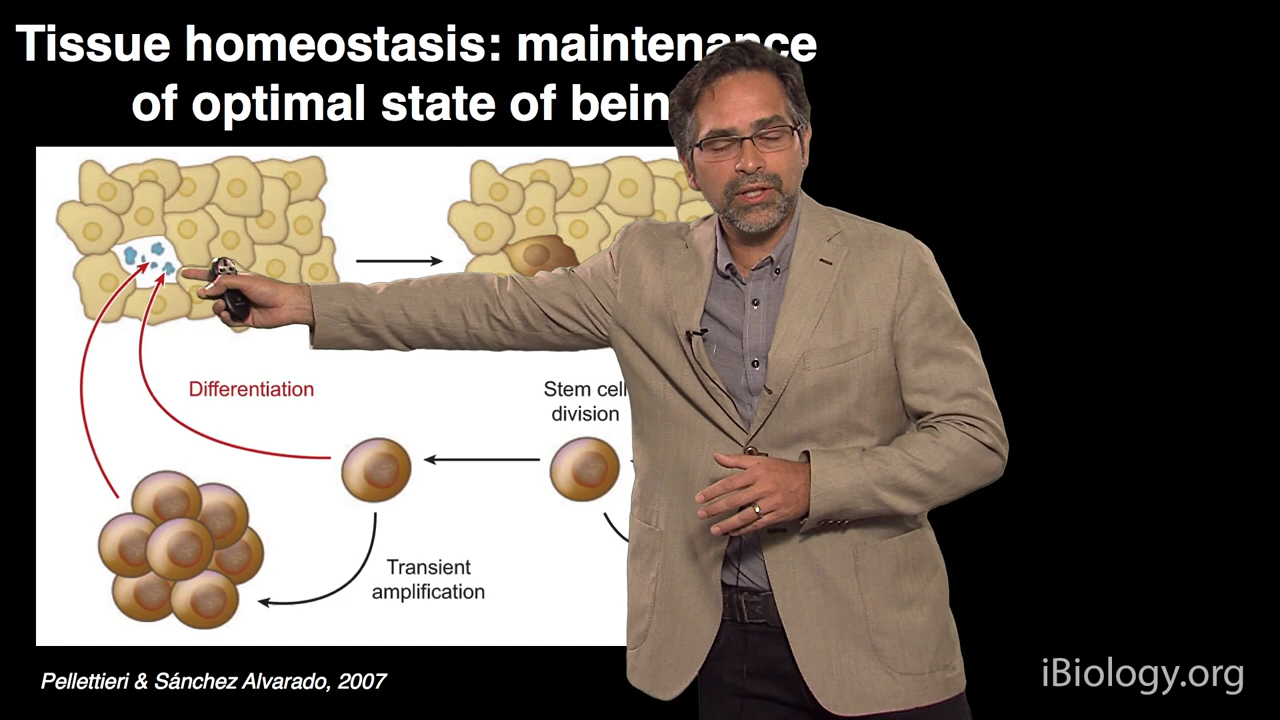 Tissue homeostasis: maintenance
of optimal state of bein
Differentiation
Stem cell
division
Transient
amplification
Pellettieri & Sánchez Alvarado, 2007
iBiology.org